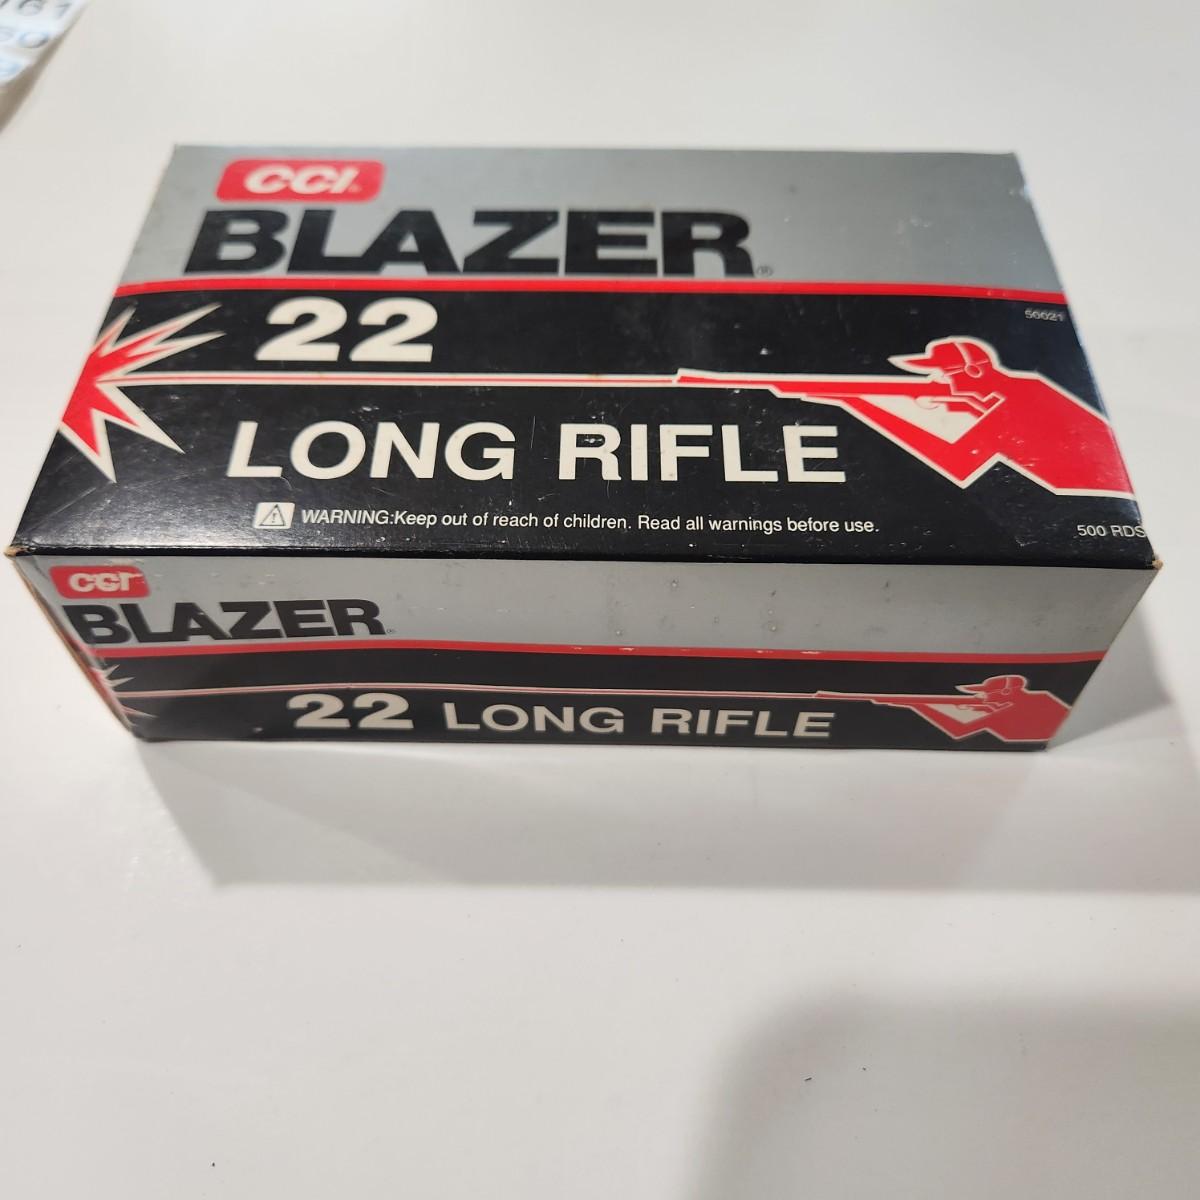 CCI.
BLAZER®
22
50021
LONG RIFLE
WARNING:Keep out of reach of children. Read all warnings before use.
500 RDS
CCI
BLAZER
22 LONG RIFLE